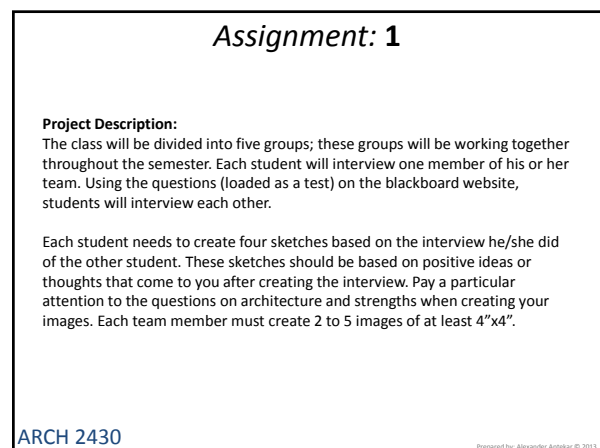 Assignment: 1
Project Description:
The class will be divided into five groups; these groups will be working together
throughout the semester. Each student will interview one member of his or her
team. Using the questions (loaded as a test) on the blackboard website,
students will interview each other.
Each student needs to create four sketches based on the interview he/she did
of the other student. These sketches should be based on positive ideas or
thoughts that come to you after creating the interview. Pay a particular
attention to the questions on architecture and strengths when creating your
images. Each team member must create 2 to 5 images of at least 4”x4”.
ARCH 2430
Prepared by: Alexander Aptekar © 2013